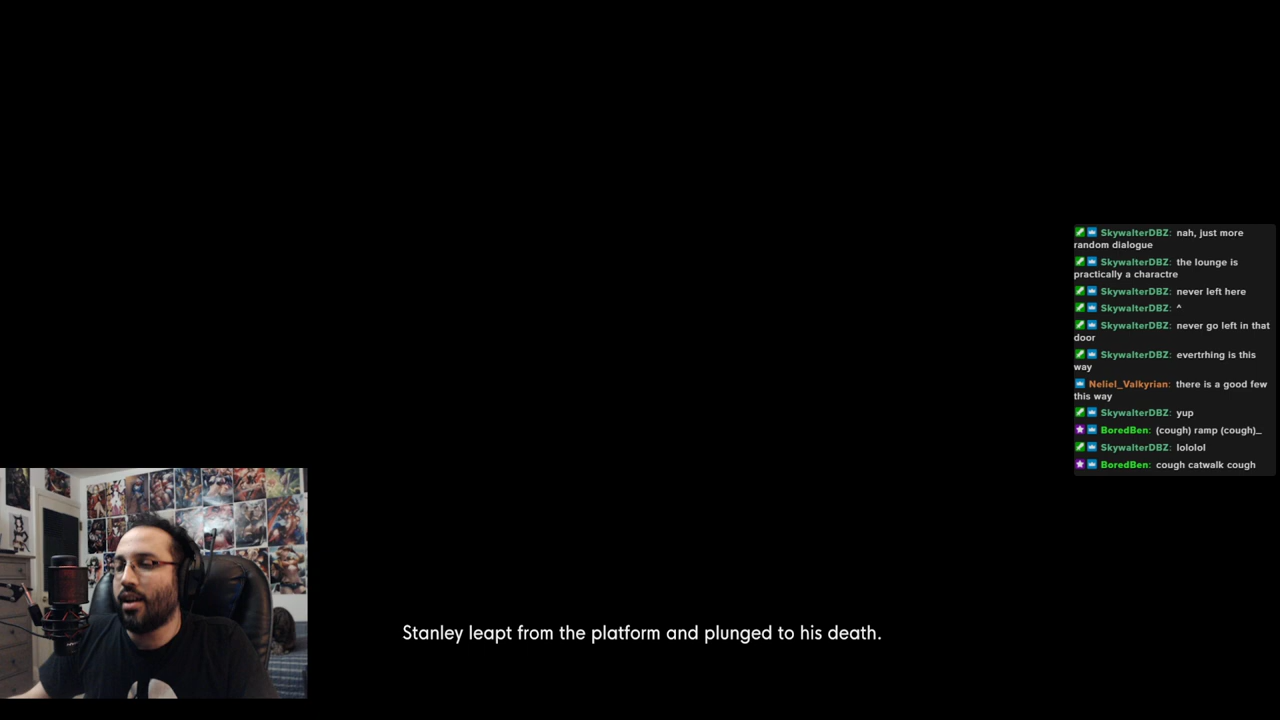 SkywalterDBZ: nah, just more
random dialogue
SkywalterDBZ: the lounge is
practically a charactre
SkywalterDBZ: never left here
SkywalterDBZ: ^
SkywalterDBZ: never go left in that
door
SkywalterDBZ: evertrhing is this
way
Neliel_Valkyrian: there is a good few
this way
SkywalterDBZ: yup
BoredBen: (cough) ramp (cough)_
SkywalterDBZ: lololol
BoredBen: cough catwalk cough
Stanley leapt from the platform and plunged to his death.